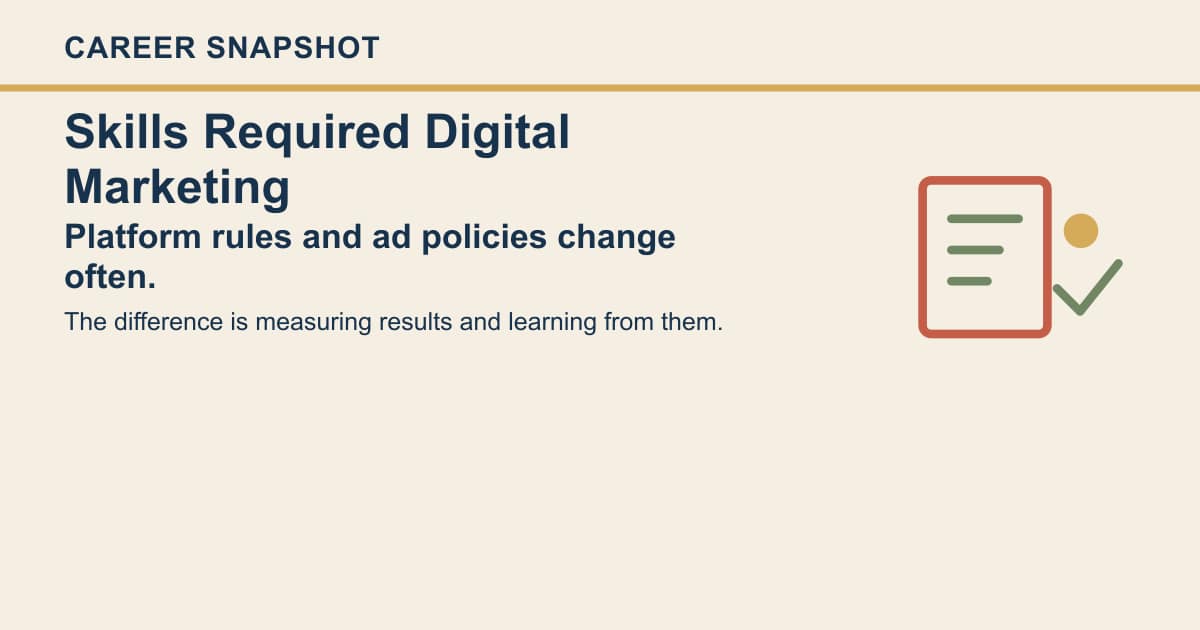 CAREER SNAPSHOT
Skills Required Digital
Marketing
Platform rules and ad policies change
often.
The difference is measuring results and learning from them.